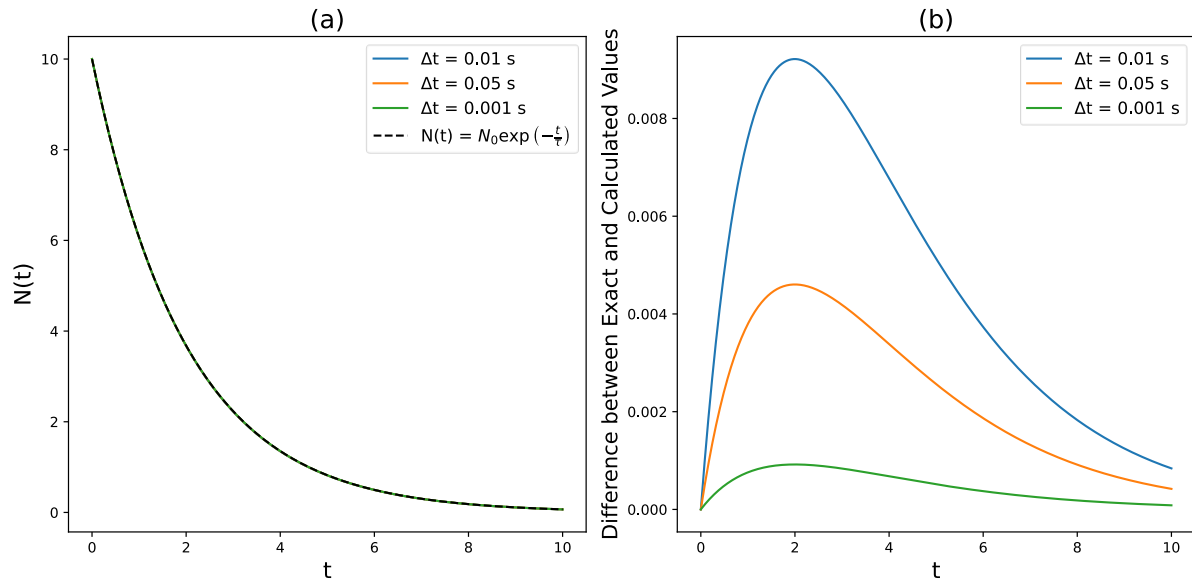 (a)
N(t)
10
8
6
4
2
0
0 2 4 6 8 10
t
Δt = 0.01 s
Δt = 0.05 s
Δt = 0.001 s
N(t) = N₀exp(−t/τ)
(b)
Difference between Exact and Calculated Values
0.008
0.006
0.004
0.002
0.000
0 2 4 6 8 10
t
Δt = 0.01 s
Δt = 0.05 s
Δt = 0.001 s